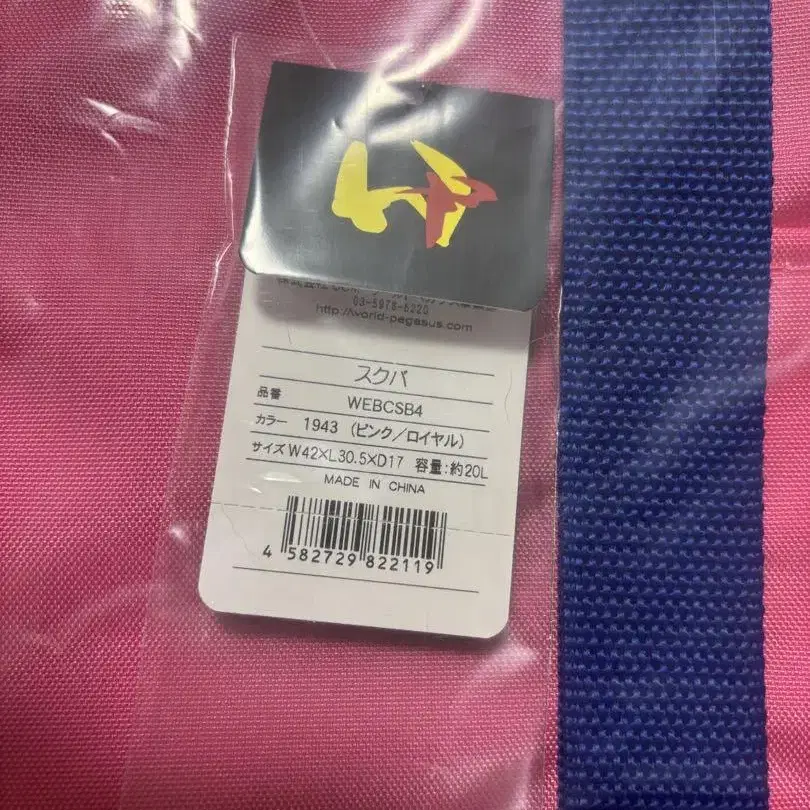 03-5978-6220
http://world-pegasus.com
スクバ
品番 WEBCSB4
カラー 1943 (ピンク/ロイヤル)
サイズ W42×L30.5×D17 容量:約20L
MADE IN CHINA
4 582729 822119